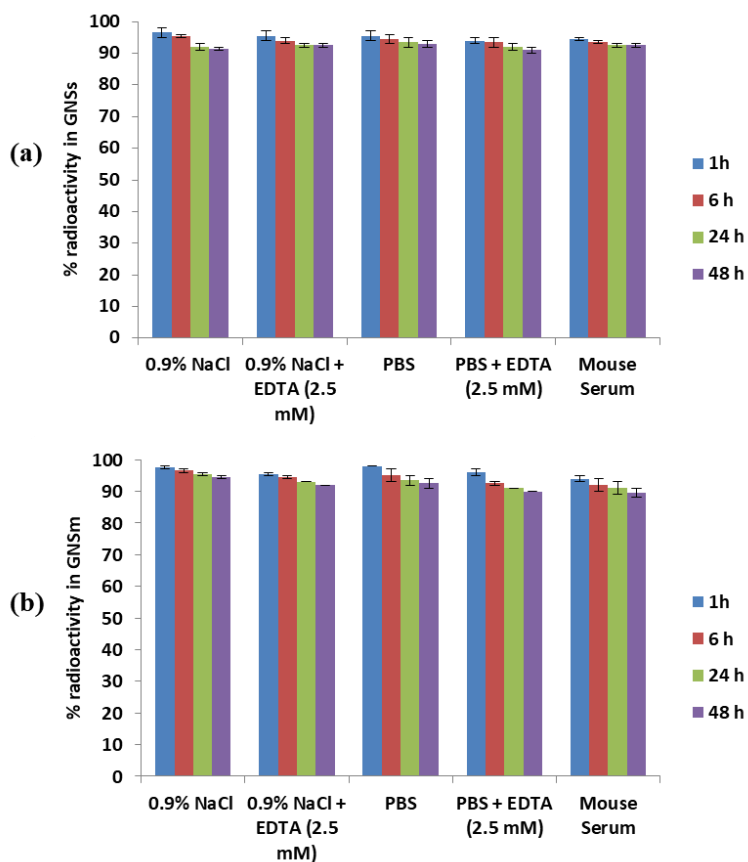 (a)
% radioactivity in GNSs
100
90
80
70
60
50
40
30
20
10
0
0.9% NaCl
0.9% NaCl +
EDTA (2.5
mM)
PBS
PBS + EDTA
(2.5 mM)
Mouse
Serum
1h
6 h
24 h
48 h
(b)
% radioactivity in GNSm
100
90
80
70
60
50
40
30
20
10
0
0.9% NaCl
0.9% NaCl +
EDTA (2.5
mM)
PBS
PBS + EDTA
(2.5 mM)
Mouse
Serum
1h
6 h
24 h
48 h